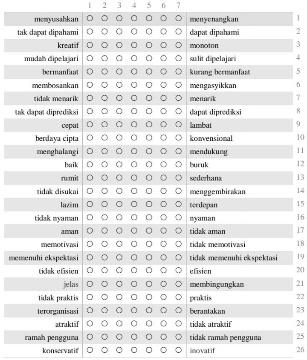 1 2 3 4 5 6 7
menyusahkan menyenangkan 1
tak dapat dipahami dapat dipahami 2
kreatif monoton 3
mudah dipelajari sulit dipelajari 4
bermanfaat kurang bermanfaat 5
membosankan mengasyikkan 6
tidak menarik menarik 7
tak dapat diprediksi dapat diprediksi 8
cepat lambat 9
berdaya cipta konvensional 10
menghalangi mendukung 11
baik buruk 12
rumit sederhana 13
tidak disukai menggembirakan 14
lazim terdepan 15
tidak nyaman nyaman 16
aman tidak aman 17
memotivasi tidak memotivasi 18
memenuhi ekspektasi tidak memenuhi ekspektasi 19
tidak efisien efisien 20
jelas membingungkan 21
tidak praktis praktis 22
terorganisasi berantakan 23
atraktif tidak atraktif 24
ramah pengguna tidak ramah pengguna 25
konservatif inovatif 26